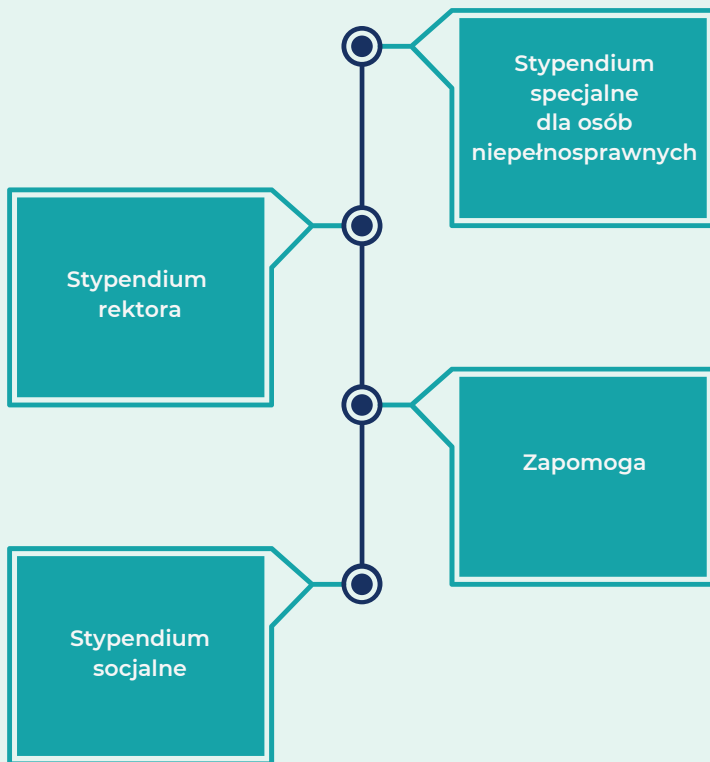 Stypendium
specjalne
dla osób
niepełnosprawnych
Stypendium
rektora
Zapomoga
Stypendium
socjalne